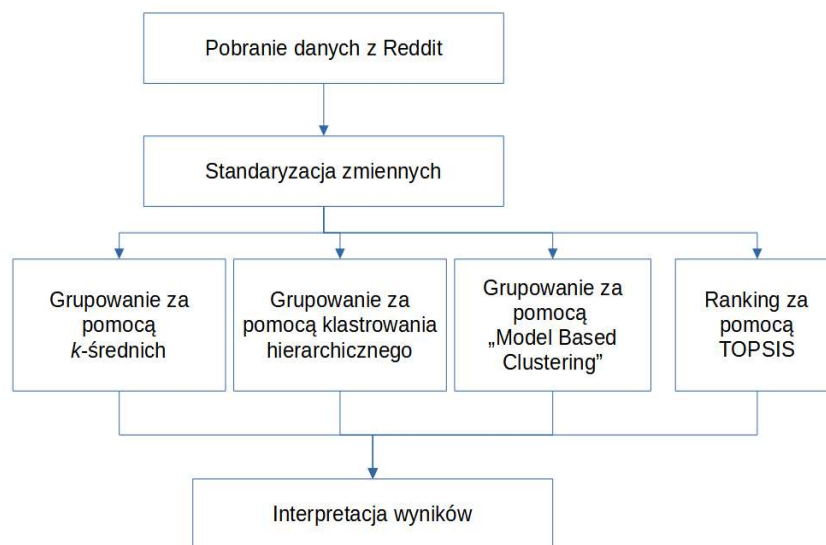 Pobranie danych z Reddit
Standaryzacja zmiennych
Grupowanie za
pomocą
k-średnich
Grupowanie za
pomocą klastrowania
hierarchicznego
Grupowanie za
pomocą
„Model Based
Clustering”
Ranking za
pomocą
TOPSIS
Interpretacja wyników